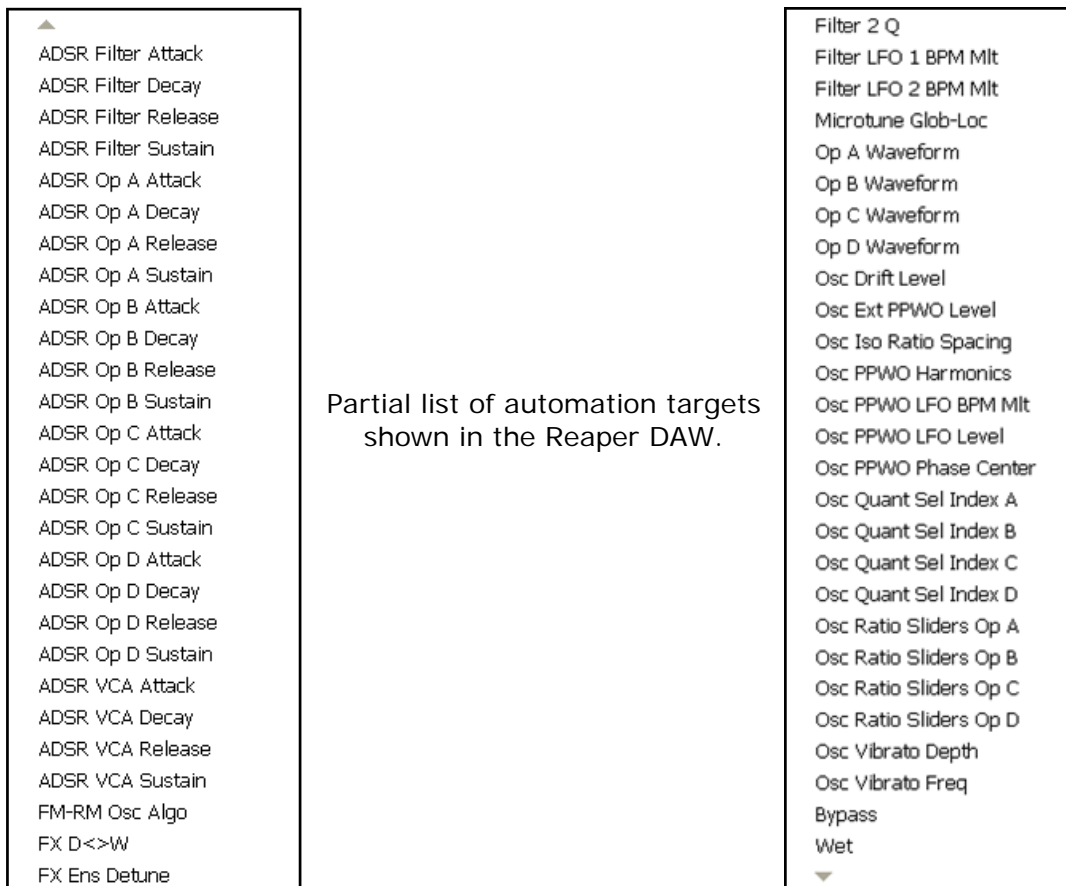 ADSR Filter Attack
ADSR Filter Decay
ADSR Filter Release
ADSR Filter Sustain
ADSR Op A Attack
ADSR Op A Decay
ADSR Op A Release
ADSR Op A Sustain
ADSR Op B Attack
ADSR Op B Decay
ADSR Op B Release
ADSR Op B Sustain
ADSR Op C Attack
ADSR Op C Decay
ADSR Op C Release
ADSR Op C Sustain
ADSR Op D Attack
ADSR Op D Decay
ADSR Op D Release
ADSR Op D Sustain
ADSR VCA Attack
ADSR VCA Decay
ADSR VCA Release
ADSR VCA Sustain
FM-RM Osc Algo
FX D<>W
FX Ens Detune
Partial list of automation targets
shown in the Reaper DAW.
Filter 2 Q
Filter LFO 1 BPM Mlt
Filter LFO 2 BPM Mlt
Microtune Glob-Loc
Op A Waveform
Op B Waveform
Op C Waveform
Op D Waveform
Osc Drift Level
Osc Ext PPWO Level
Osc Iso Ratio Spacing
Osc PPWO Harmonics
Osc PPWO LFO BPM Mlt
Osc PPWO LFO Level
Osc PPWO Phase Center
Osc Quant Sel Index A
Osc Quant Sel Index B
Osc Quant Sel Index C
Osc Quant Sel Index D
Osc Ratio Sliders Op A
Osc Ratio Sliders Op B
Osc Ratio Sliders Op C
Osc Ratio Sliders Op D
Osc Vibrato Depth
Osc Vibrato Freq
Bypass
Wet